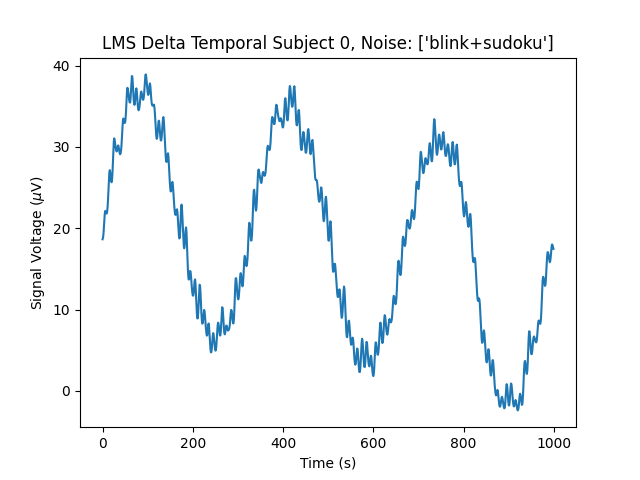 LMS Delta Temporal Subject 0, Noise: ['blink+sudoku']
40
30
20
10
0
Signal Voltage (μV)
0 200 400 600 800 1000
Time (s)